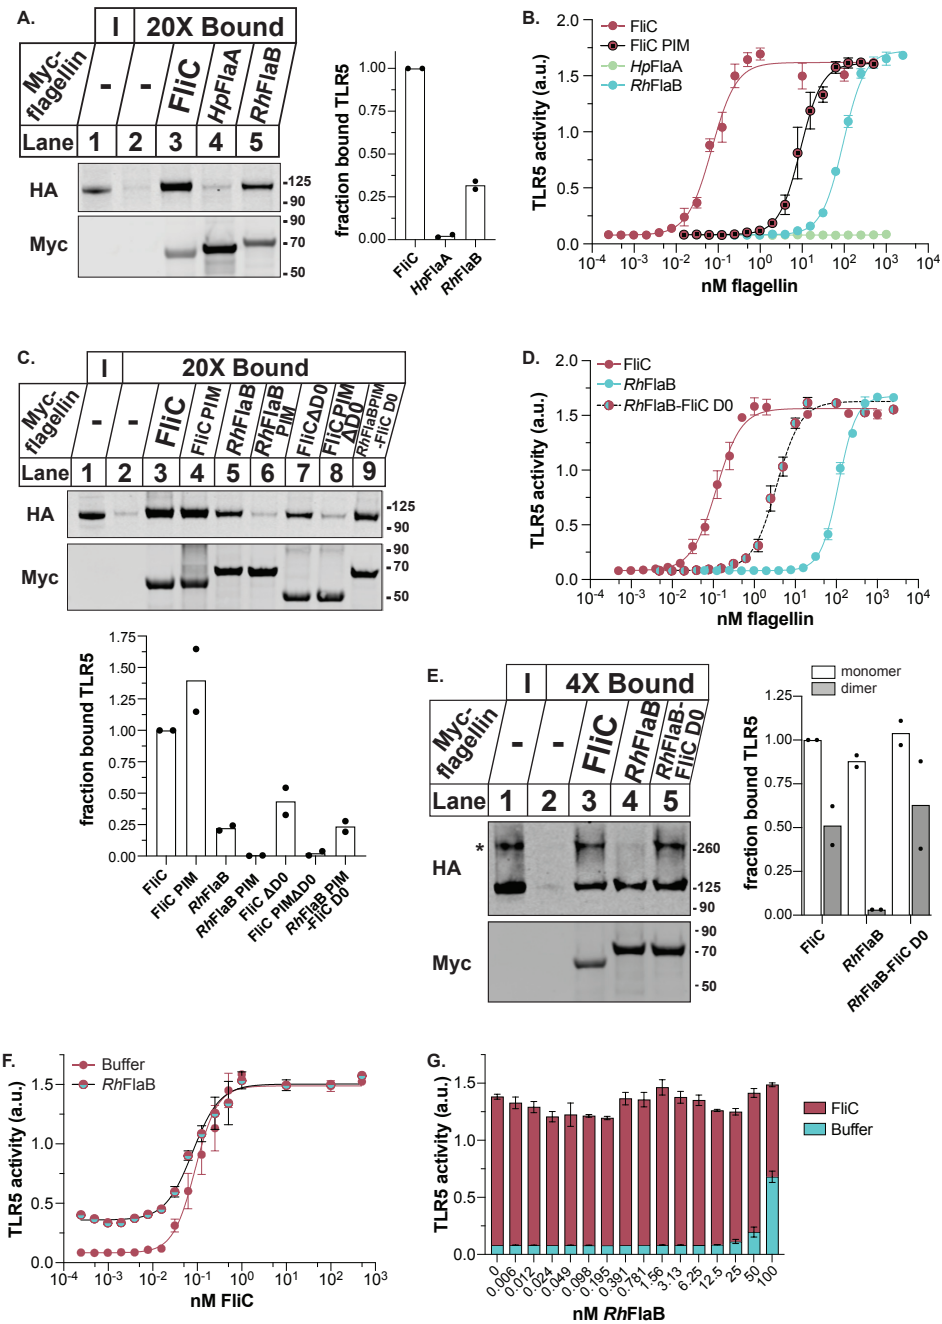 A.
I 20X Bound
Myc-
flagellin
- - FliC HpFlaA RhFlaB
Lane 1 2 3 4 5
HA
-125
-90
Myc
-90
-70
-50
fraction bound TLR5
1.00
0.75
0.50
0.25
0.00
FliC
HpFlaA
RhFlaB
B.
FliC
FliC PIM
HpFlaA
RhFlaB
TLR5 activity (a.u.)
2.0
1.5
1.0
0.5
0.0
10-4 10-3 10-2 10-1 100 101 102 103 104
nM flagellin
C.
I 20X Bound
Myc-
flagellin
- - FliC FliC PIM RhFlaB RhFlaB PIM FliCΔD0 FliC PIM ΔD0 RhFlaBPIM -FliC D0
Lane 1 2 3 4 5 6 7 8 9
HA
-125
-90
Myc
-90
-70
-50
fraction bound TLR5
1.75
1.50
1.25
1.00
0.75
0.50
0.25
0.00
FliC
FliC PIM
RhFlaB
RhFlaB PIM
FliC ΔD0
FliC PIMΔD0
RhFlaB PIM
-FliC D0
D.
FliC
RhFlaB
RhFlaB-FliC D0
TLR5 activity (a.u.)
2.0
1.5
1.0
0.5
0.0
10-4 10-3 10-2 10-1 100 101 102 103 104
nM flagellin
E.
I 4X Bound
Myc-
flagellin
- - FliC RhFlaB RhFlaB-FliC D0
Lane 1 2 3 4 5
HA
*
-260
-125
-90
Myc
-90
-70
-50
monomer
dimer
fraction bound TLR5
1.25
1.00
0.75
0.50
0.25
0.00
FliC
RhFlaB
RhFlaB-FliC D0
F.
Buffer
RhFlaB
TLR5 activity (a.u.)
1.5
1.0
0.5
0.0
10-4 10-3 10-2 10-1 100 101 102 103
nM FliC
G.
FliC
Buffer
TLR5 activity (a.u.)
1.5
1.0
0.5
0.0
0 0.006 0.012 0.024 0.049 0.098 0.195 0.391 0.781 1.56 3.13 6.25 12.5 25 50 100
nM RhFlaB